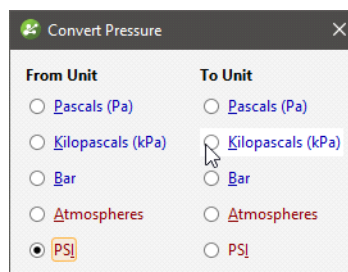 Convert Pressure
From Unit To Unit
Pascals (Pa) Pascals (Pa)
Kilopascals (kPa) Kilopascals (kPa)
Bar Bar
Atmospheres Atmospheres
PSI PSI